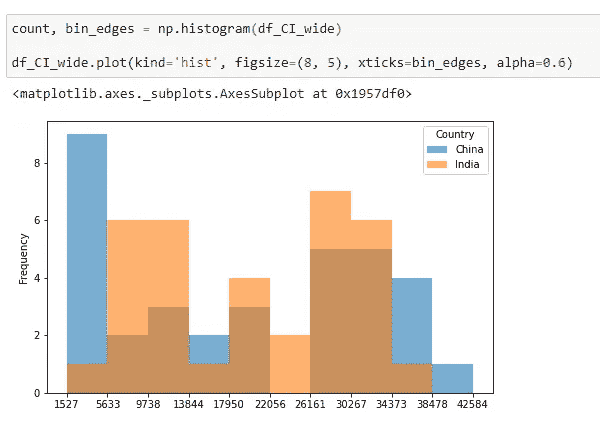 count, bin_edges = np.histogram(df_CI_wide)
df_CI_wide.plot(kind='hist', figsize=(8, 5), xticks=bin_edges, alpha=0.6)
<matplotlib.axes._subplots.AxesSubplot at 0x1957df0>
Country
China
India
8
6
Frequency
4
2
0
1527 5633 9738 13844 17950 22056 26161 30267 34373 38478 42584